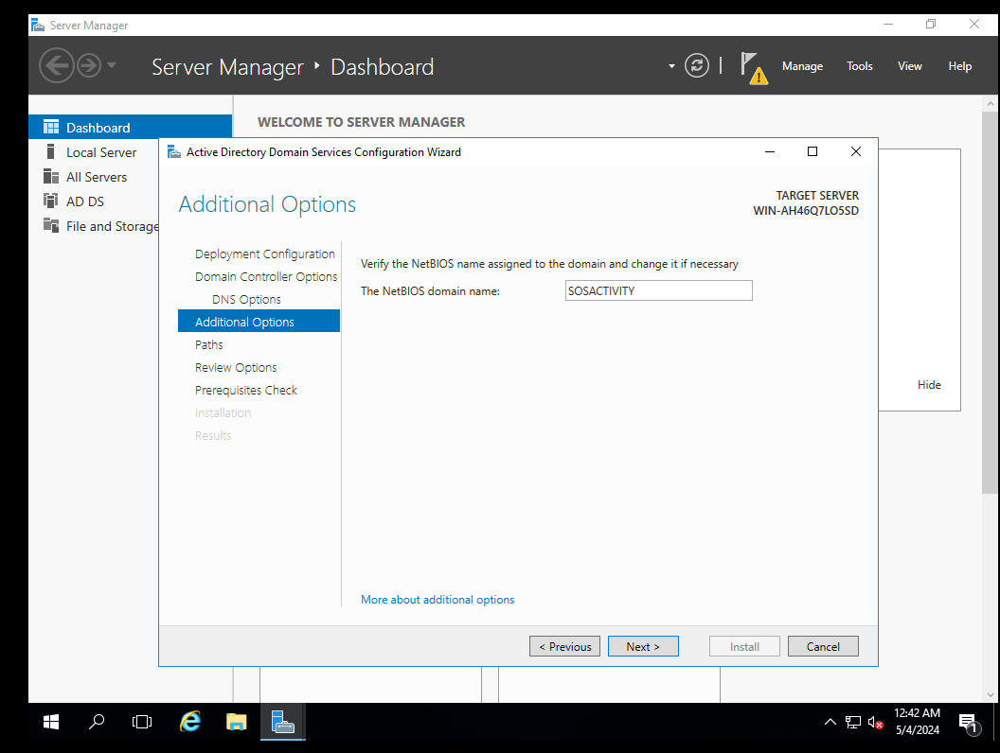 Server Manager
Server Manager Dashboard
Manage Tools View Help
Dashboard
Local Server
All Servers
AD DS
File and Storage
WELCOME TO SERVER MANAGER
Hide
Active Directory Domain Services Configuration Wizard
Additional Options
TARGET SERVER
WIN-AH46Q7LO5SD
Deployment Configuration
Domain Controller Options
DNS Options
Additional Options
Paths
Review Options
Prerequisites Check
Installation
Results
Verify the NetBIOS name assigned to the domain and change it if necessary
The NetBIOS domain name: SOSACTIVITY
More about additional options
< Previous Next > Install Cancel
12:42 AM
5/4/2024
1